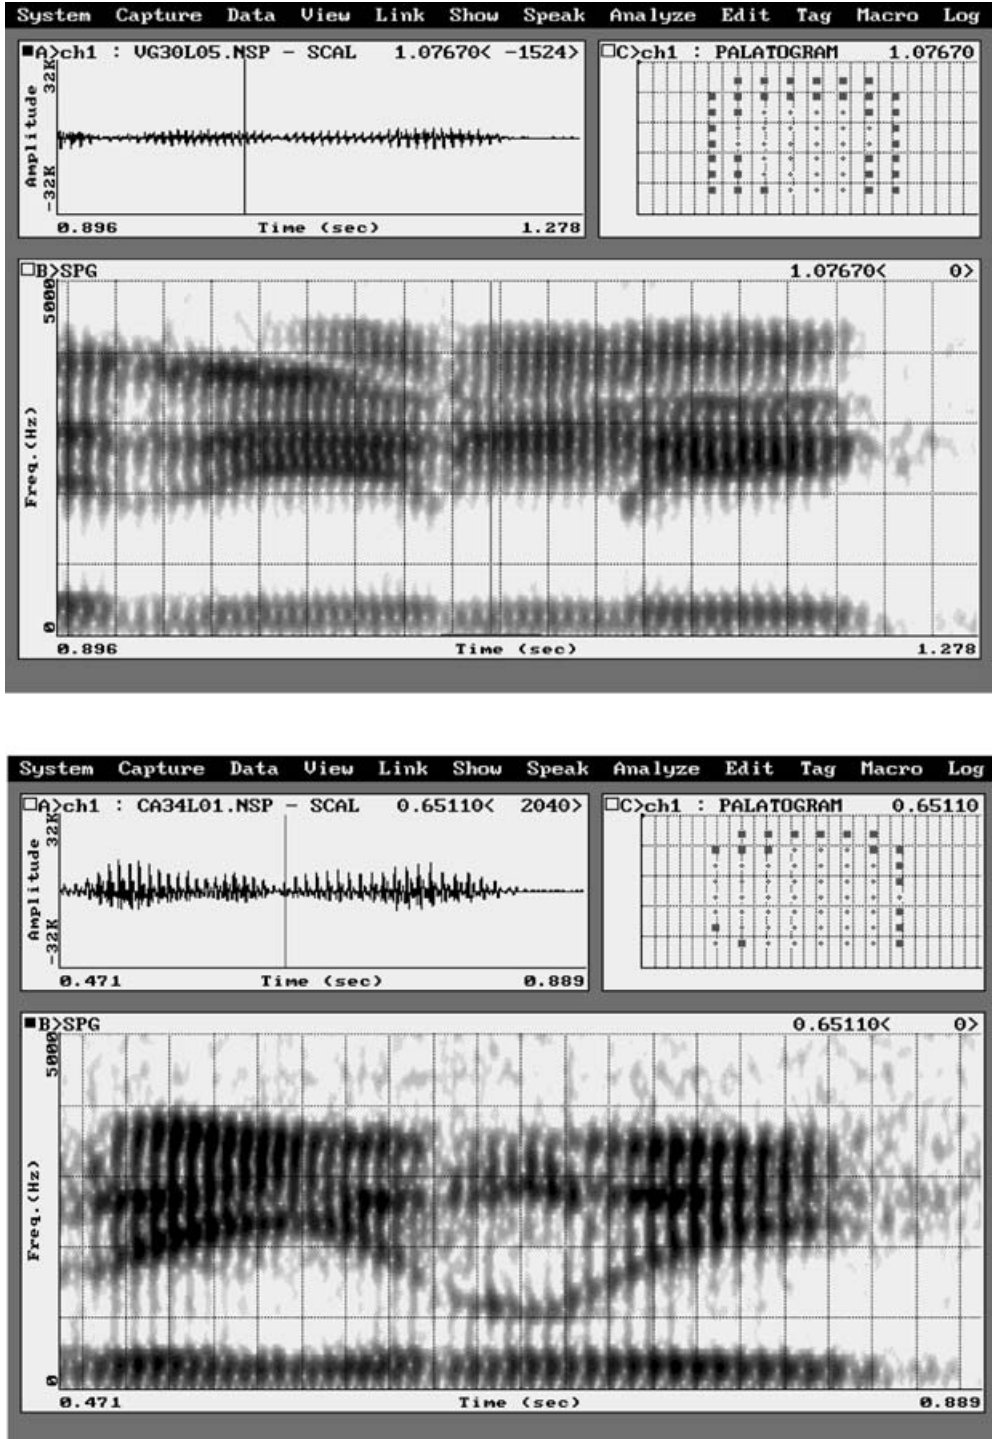 System Capture Data View Link Show Speak Analyze Edit Tag Macro Log
A>ch1 : VG30L05.NSP - SCAL 1.07670< -1524>
C>ch1 : PALATOGRAM 1.07670
32K
Amplitude
-32K
0.896 Time (sec) 1.278
B>SPG 1.07670< 0>
5000
Freq.(Hz)
0
0.896 Time (sec) 1.278
System Capture Data View Link Show Speak Analyze Edit Tag Macro Log
A>ch1 : CA34L01.NSP - SCAL 0.65110< 2040>
C>ch1 : PALATOGRAM 0.65110
32K
Amplitude
-32K
0.471 Time (sec) 0.889
B>SPG 0.65110< 0>
5000
Freq.(Hz)
0
0.471 Time (sec) 0.889